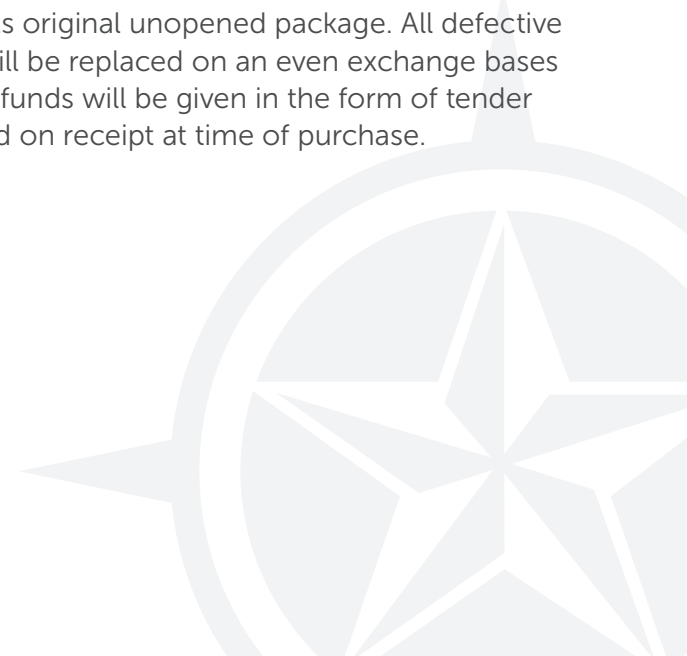 s original unopened package. All defective
ill be replaced on an even exchange bases
funds will be given in the form of tender
d on receipt at time of purchase.